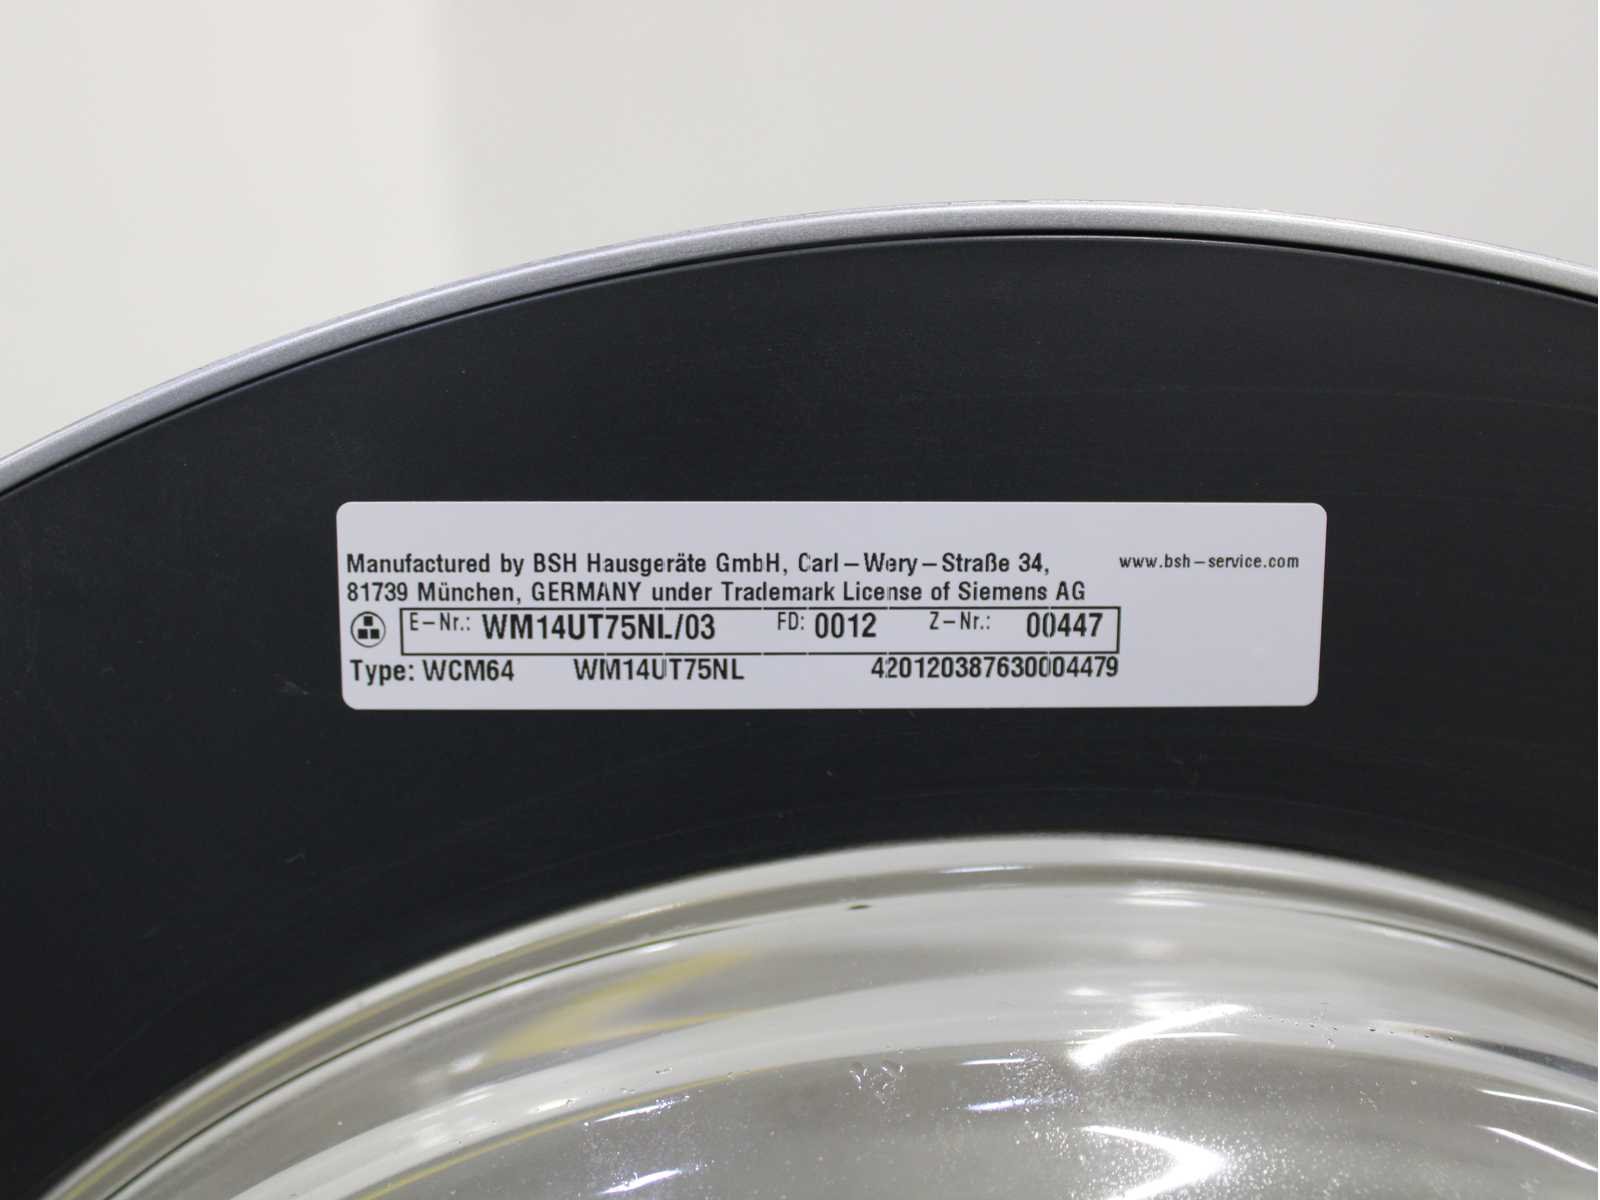 Manufactured by BSH Hausgeräte GmbH, Carl-Wery-Straße 34,
www.bsh-service.com
81739 München, GERMANY under Trademark License of Siemens AG
E-Nr.: WM14UT75NL/03 FD: 0012 Z-Nr.: 00447
Type: WCM64 WM14UT75NL 420120387630004479